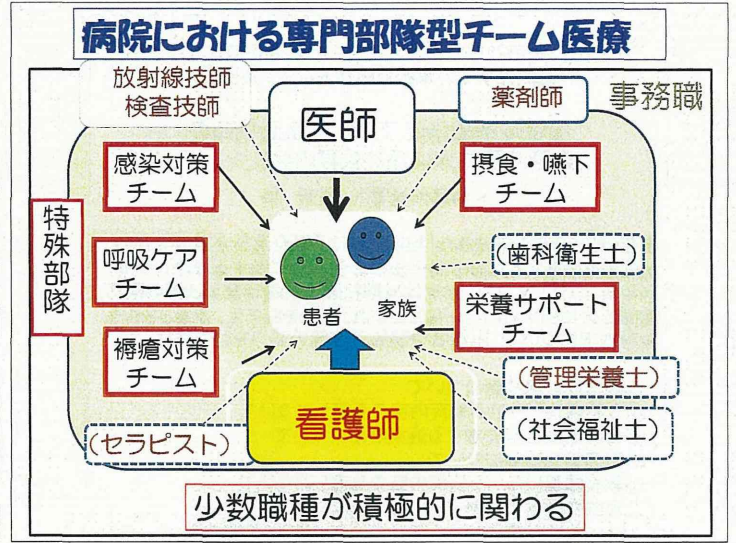 病院における専門部隊型チーム医療
放射線技師
検査技師
医師
薬剤師
事務職
感染対策
チーム
摂食・嚥下
チーム
特殊部隊
(歯科衛生士)
呼吸ケア
チーム
患者
家族
栄養サポート
チーム
褥瘡対策
チーム
(管理栄養士)
看護師
(セラピスト)
(社会福祉士)
少数職種が積極的に関わる